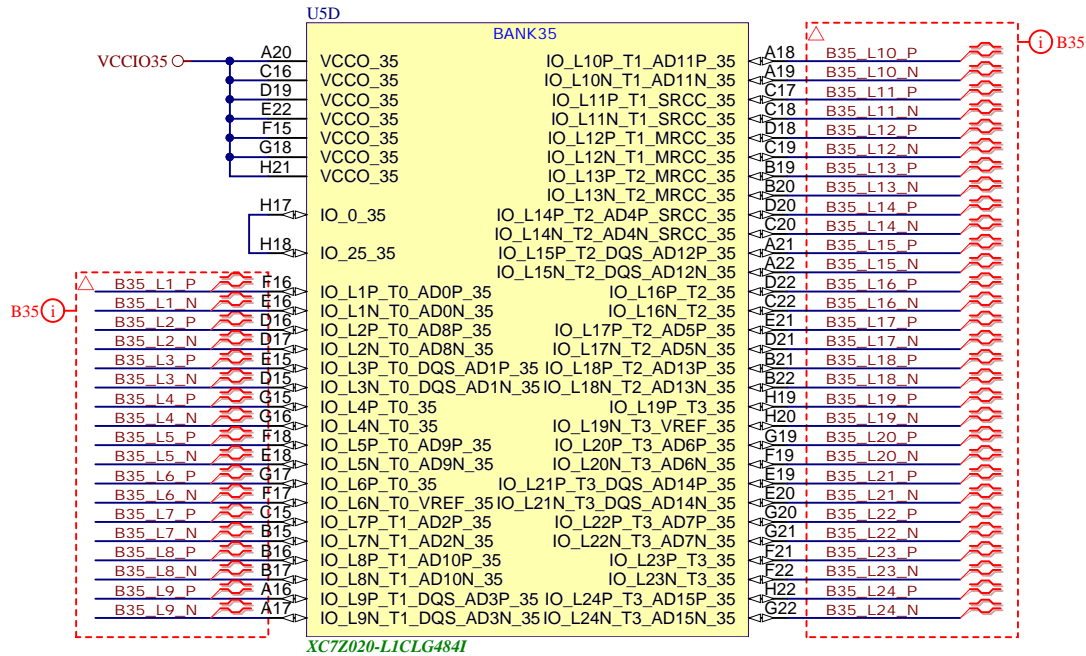 U5D
BANK35
VCCIO35
A20 VCCO_35
C16 VCCO_35
D19 VCCO_35
E22 VCCO_35
F15 VCCO_35
G18 VCCO_35
H21 VCCO_35
H17 IO_0_35
H18 IO_25_35
B35 i
B35_L1_P F16 IO_L1P_T0_AD0P_35
B35_L1_N E16 IO_L1N_T0_AD0N_35
B35_L2_P D16 IO_L2P_T0_AD8P_35
B35_L2_N D17 IO_L2N_T0_AD8N_35
B35_L3_P E15 IO_L3P_T0_DQS_AD1P_35
B35_L3_N D15 IO_L3N_T0_DQS_AD1N_35
B35_L4_P G15 IO_L4P_T0_35
B35_L4_N G16 IO_L4N_T0_35
B35_L5_P F18 IO_L5P_T0_AD9P_35
B35_L5_N E18 IO_L5N_T0_AD9N_35
B35_L6_P G17 IO_L6P_T0_35
B35_L6_N F17 IO_L6N_T0_VREF_35
B35_L7_P C15 IO_L7P_T1_AD2P_35
B35_L7_N B15 IO_L7N_T1_AD2N_35
B35_L8_P B16 IO_L8P_T1_AD10P_35
B35_L8_N B17 IO_L8N_T1_AD10N_35
B35_L9_P A16 IO_L9P_T1_DQS_AD3P_35
B35_L9_N A17 IO_L9N_T1_DQS_AD3N_35
IO_L10P_T1_AD11P_35 A18 B35_L10_P
IO_L10N_T1_AD11N_35 A19 B35_L10_N
IO_L11P_T1_SRCC_35 C17 B35_L11_P
IO_L11N_T1_SRCC_35 C18 B35_L11_N
IO_L12P_T1_MRCC_35 D18 B35_L12_P
IO_L12N_T1_MRCC_35 C19 B35_L12_N
IO_L13P_T2_MRCC_35 B19 B35_L13_P
IO_L13N_T2_MRCC_35 B20 B35_L13_N
IO_L14P_T2_AD4P_SRCC_35 D20 B35_L14_P
IO_L14N_T2_AD4N_SRCC_35 C20 B35_L14_N
IO_L15P_T2_DQS_AD12P_35 A21 B35_L15_P
IO_L15N_T2_DQS_AD12N_35 A22 B35_L15_N
IO_L16P_T2_35 D22 B35_L16_P
IO_L16N_T2_35 C22 B35_L16_N
IO_L17P_T2_AD5P_35 E21 B35_L17_P
IO_L17N_T2_AD5N_35 D21 B35_L17_N
IO_L18P_T2_AD13P_35 B21 B35_L18_P
IO_L18N_T2_AD13N_35 B22 B35_L18_N
IO_L19P_T3_35 H19 B35_L19_P
IO_L19N_T3_VREF_35 H20 B35_L19_N
IO_L20P_T3_AD6P_35 G19 B35_L20_P
IO_L20N_T3_AD6N_35 F19 B35_L20_N
IO_L21P_T3_DQS_AD14P_35 E19 B35_L21_P
IO_L21N_T3_DQS_AD14N_35 E20 B35_L21_N
IO_L22P_T3_AD7P_35 G20 B35_L22_P
IO_L22N_T3_AD7N_35 G21 B35_L22_N
IO_L23P_T3_35 F21 B35_L23_P
IO_L23N_T3_35 F22 B35_L23_N
IO_L24P_T3_AD15P_35 H22 B35_L24_P
IO_L24N_T3_AD15N_35 G22 B35_L24_N
i B35
XC7Z020-L1CLG484I